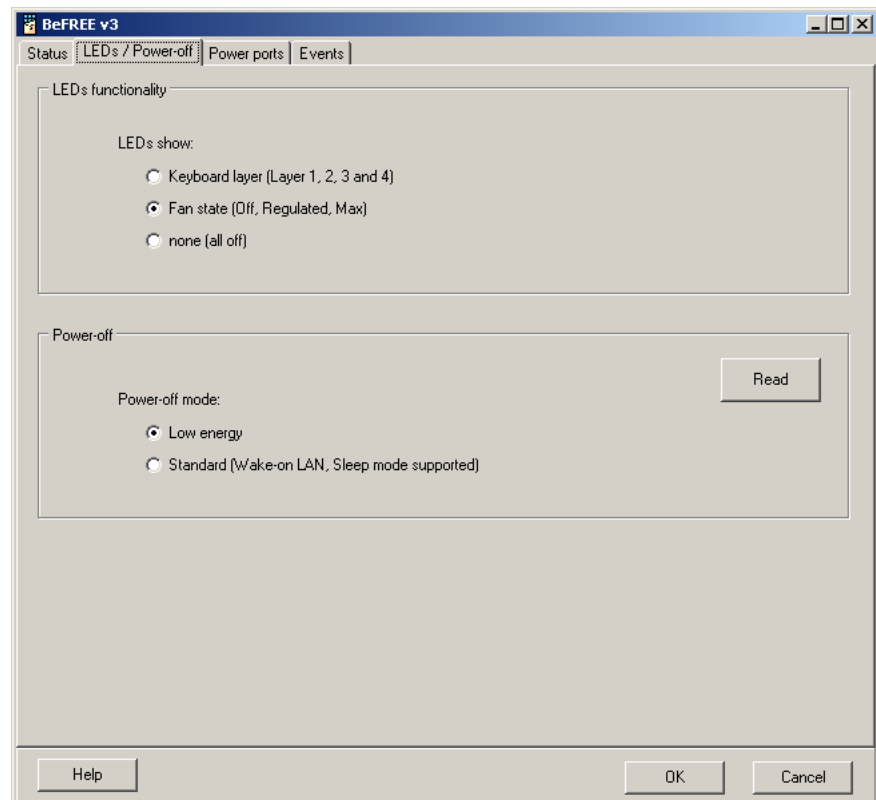 BeFREE v3
Status LEDs / Power-off Power ports Events
LEDs functionality
LEDs show:
Keyboard layer (Layer 1, 2, 3 and 4)
Fan state (Off, Regulated, Max)
none (all off)
Power-off
Read
Power-off mode:
Low energy
Standard (Wake-on LAN, Sleep mode supported)
Help OK Cancel